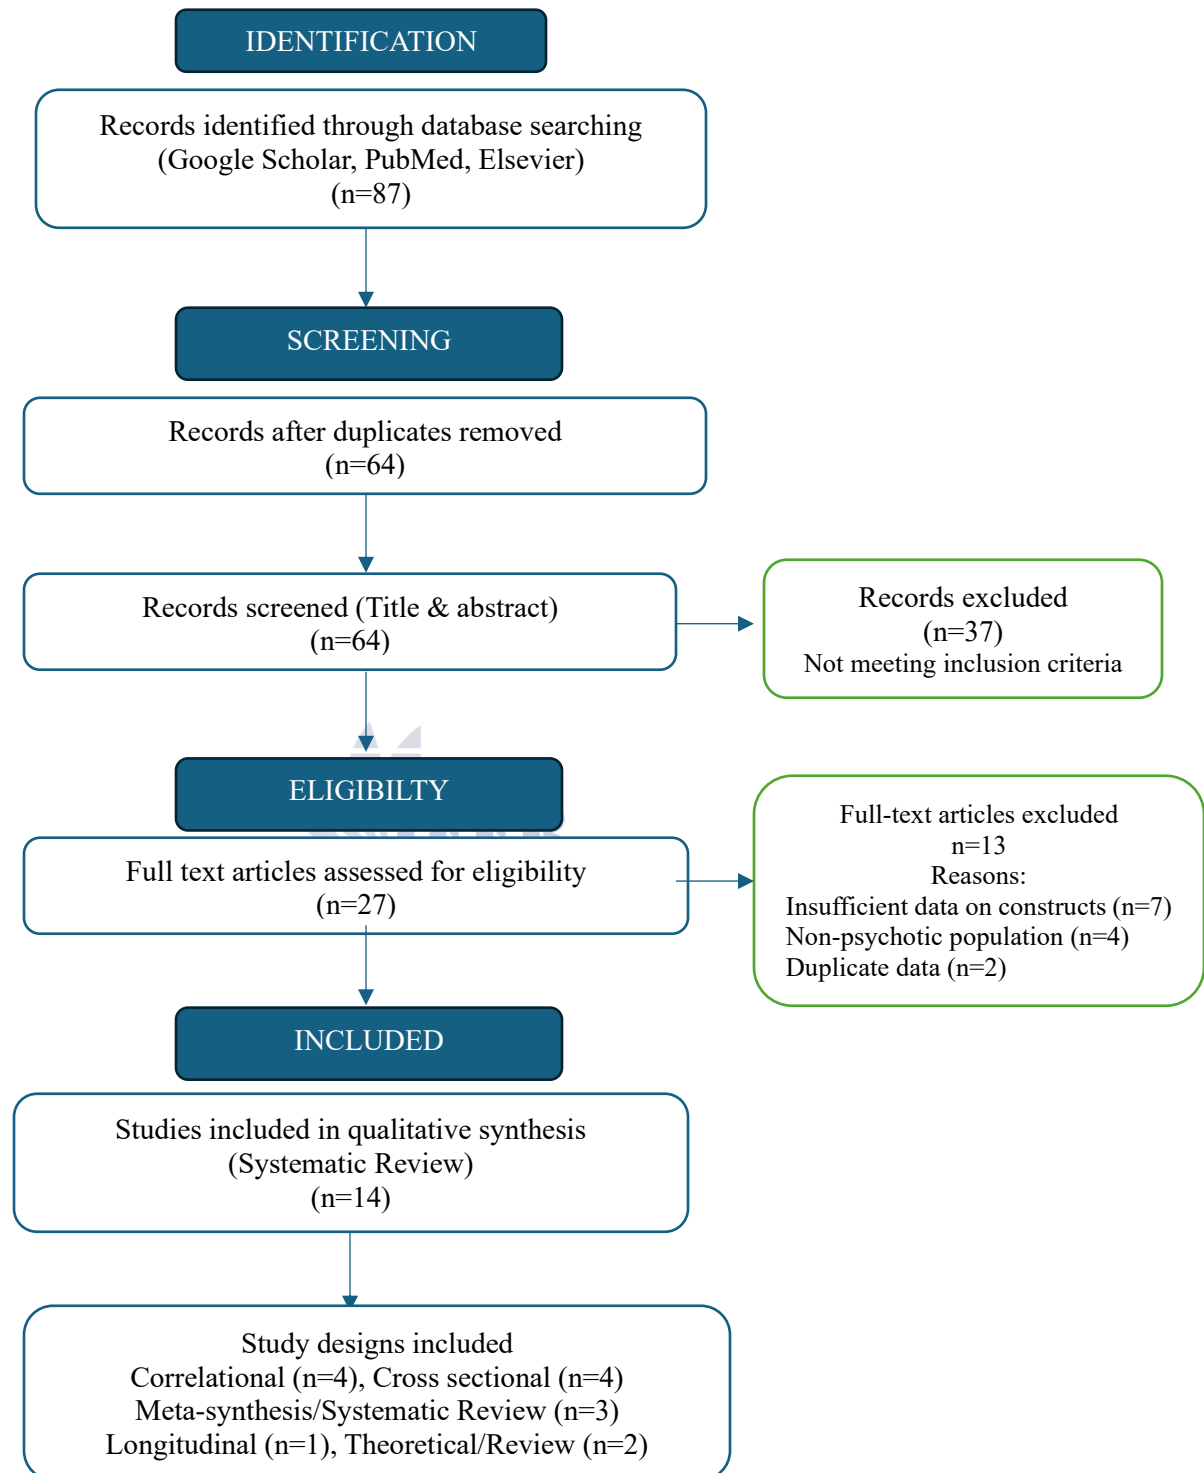 IDENTIFICATION
Records identified through database searching
(Google Scholar, PubMed, Elsevier)
(n=87)
SCREENING
Records after duplicates removed
(n=64)
Records screened (Title & abstract)
(n=64)
Records excluded
(n=37)
Not meeting inclusion criteria
ELIGIBILTY
Full text articles assessed for eligibility
(n=27)
Full-text articles excluded
n=13
Reasons:
Insufficient data on constructs (n=7)
Non-psychotic population (n=4)
Duplicate data (n=2)
INCLUDED
Studies included in qualitative synthesis
(Systematic Review)
(n=14)
Study designs included
Correlational (n=4), Cross sectional (n=4)
Meta-synthesis/Systematic Review (n=3)
Longitudinal (n=1), Theoretical/Review (n=2)